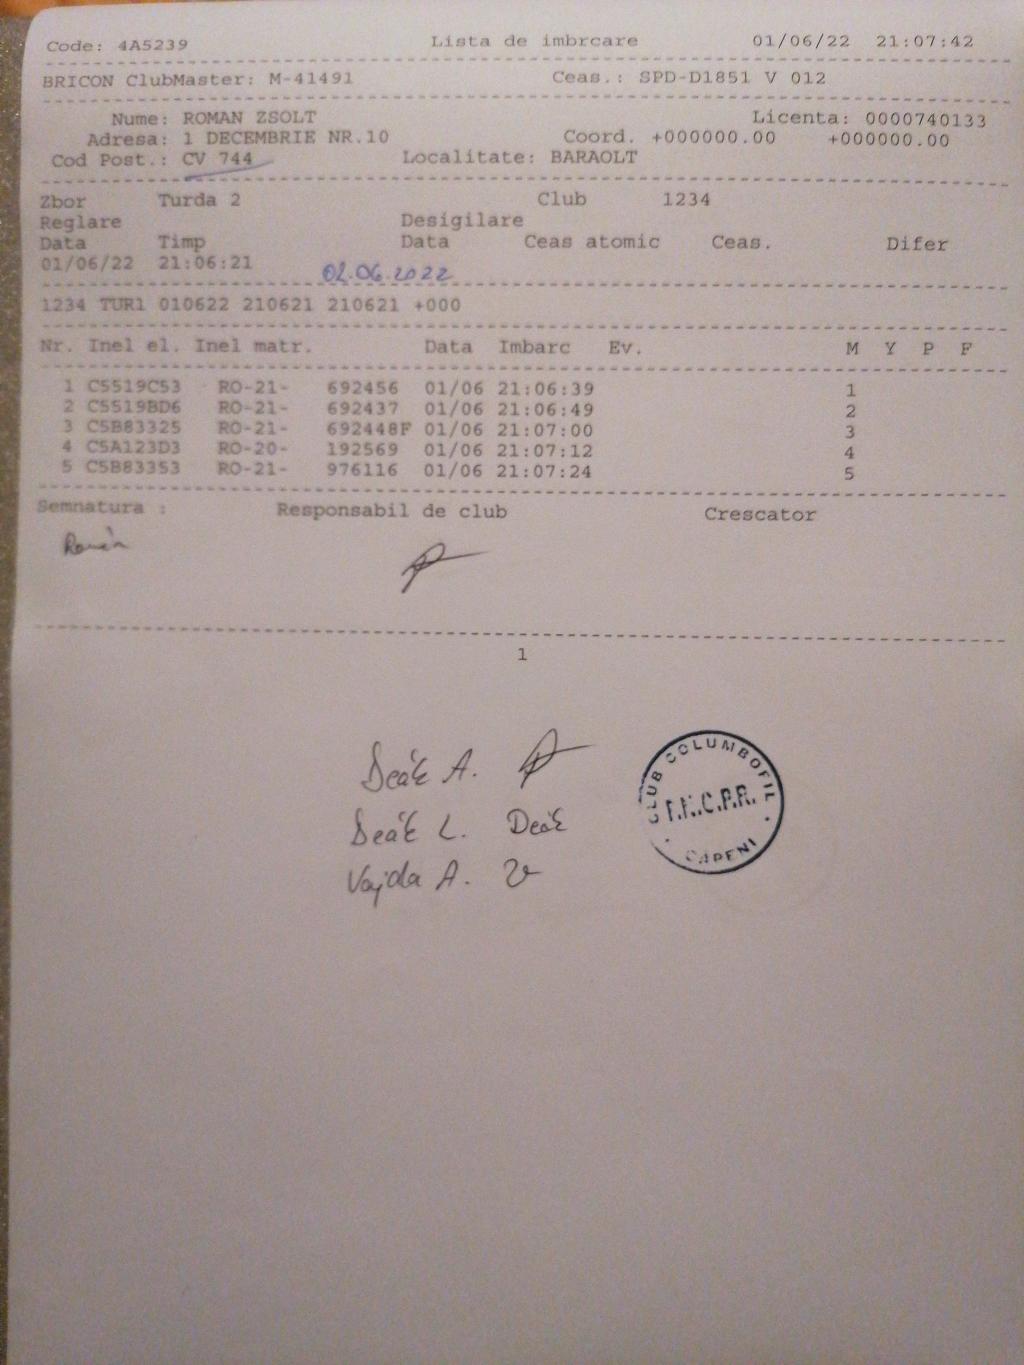 Code: 4A5239 Lista de imbrcare 01/06/22 21:07:42
BRICON ClubMaster: M-41491 Ceas.: SPD-D1851 V 012
Nume: ROMAN ZSOLT Licenta: 0000740133
Adresa: 1 DECEMBRIE NR.10 Coord. +000000.00 +000000.00
Cod Post.: CV 744 Localitate: BARAOLT
Zbor Turda 2 Club 1234
Reglare Desigilare
Data Timp Data Ceas atomic Ceas. Difer
01/06/22 21:06:21
02.06.2022
1234 TUR1 010622 210621 210621 +000
Nr. Inel el. Inel matr. Data Imbarc Ev. M Y P F
1 C5519C53 RO-21- 692456 01/06 21:06:39 1
2 C5519BD6 RO-21- 692437 01/06 21:06:49 2
3 C5B83325 RO-21- 692448F 01/06 21:07:00 3
4 C5A123D3 RO-20- 192569 01/06 21:07:12 4
5 C5B83353 RO-21- 976116 01/06 21:07:24 5
Semnatura : Responsabil de club Crescator
Román
1
Deák A.
Deák L. Deák
Vajda A.
CLUB COLUMBOFIL
CAPENI